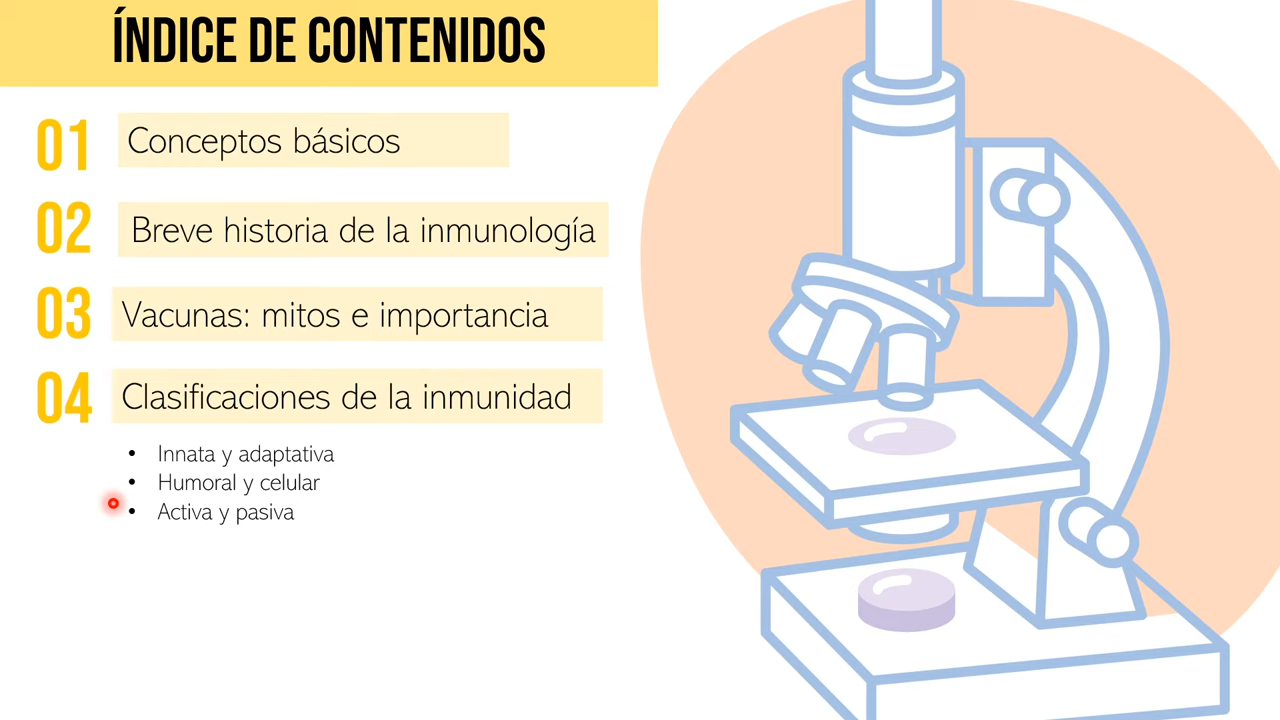 ÍNDICE DE CONTENIDOS
01 Conceptos básicos
02 Breve historia de la inmunología
03 Vacunas: mitos e importancia
04 Clasificaciones de la inmunidad
• Innata y adaptativa
• Humoral y celular
• Activa y pasiva